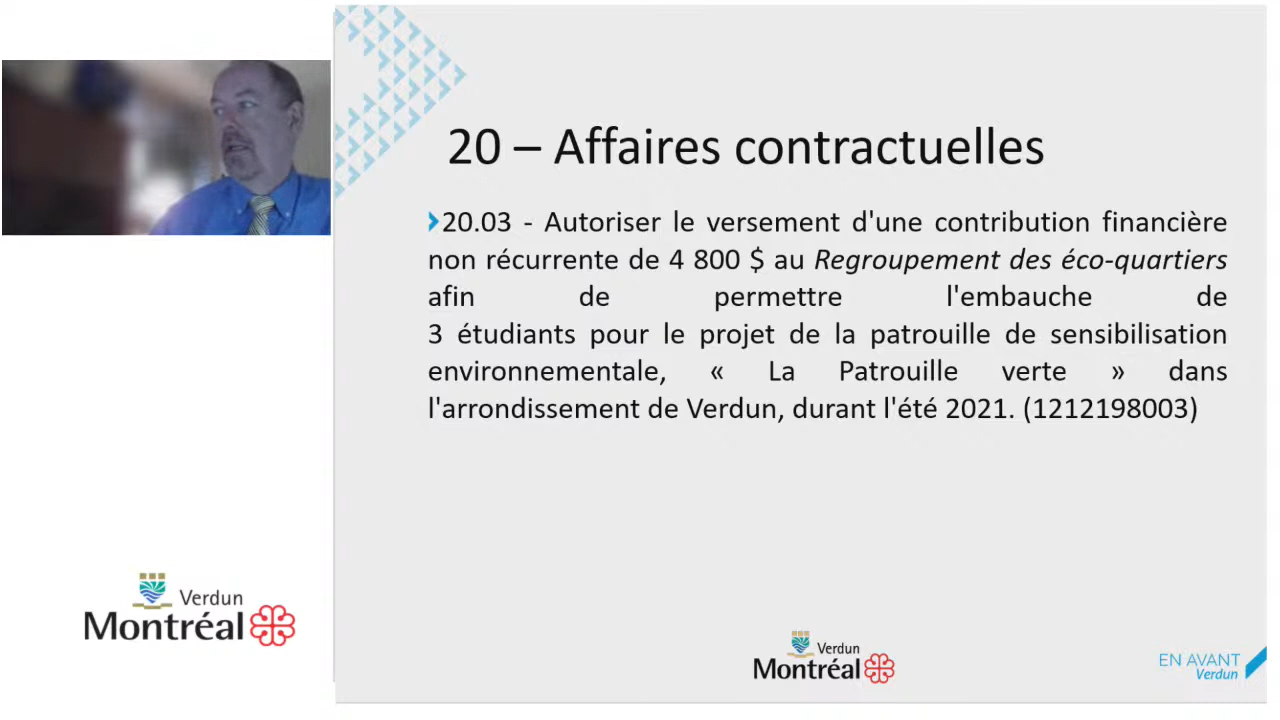 20 – Affaires contractuelles
20.03 - Autoriser le versement d'une contribution financière
non récurrente de 4 800 $ au Regroupement des éco-quartiers
afin de permettre l'embauche de
3 étudiants pour le projet de la patrouille de sensibilisation
environnementale, « La Patrouille verte » dans
l'arrondissement de Verdun, durant l'été 2021. (1212198003)
Verdun
Montréal
Verdun
Montréal
EN AVANT
Verdun